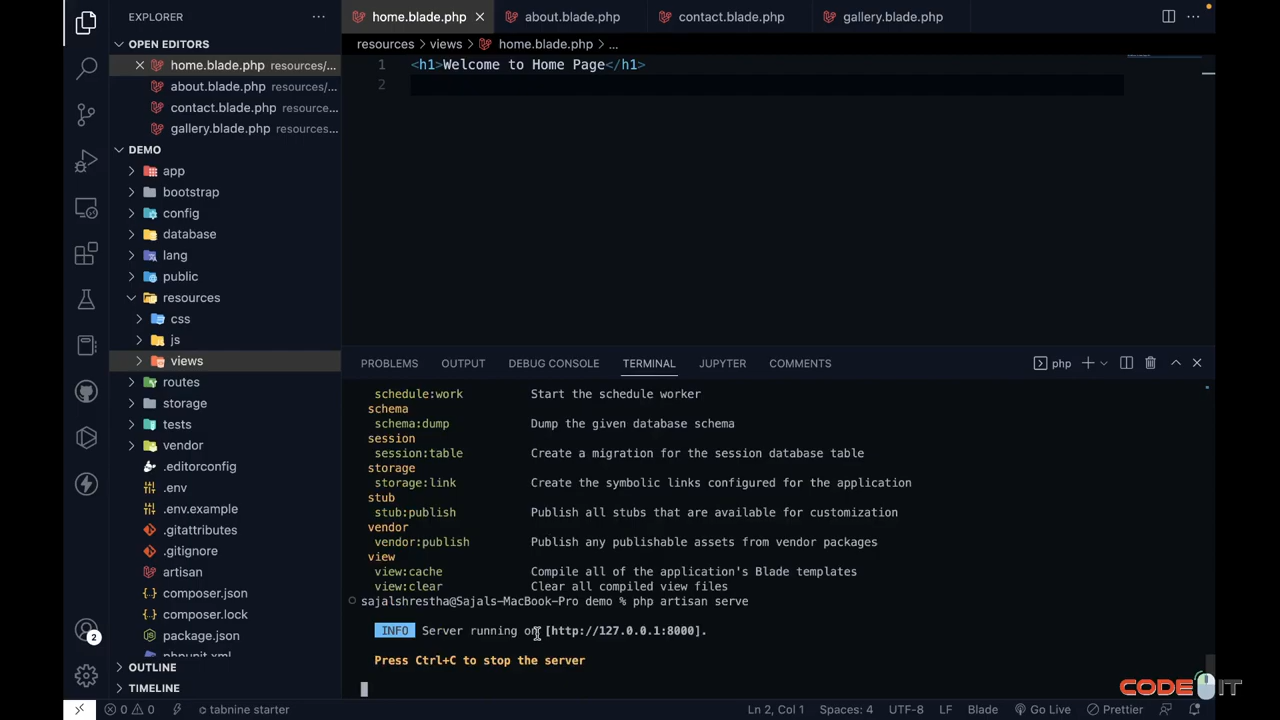 EXPLORER
home.blade.php
about.blade.php
contact.blade.php
gallery.blade.php
OPEN EDITORS
resources
views
home.blade.php
...
home.blade.php resources/...
about.blade.php resources/...
contact.blade.php resource...
gallery.blade.php resources...
1 <h1>Welcome to Home Page</h1>
2
DEMO
app
bootstrap
config
database
lang
public
resources
css
js
views
routes
storage
tests
vendor
.editorconfig
.env
.env.example
.gitattributes
.gitignore
artisan
composer.json
composer.lock
package.json
phpunit.xml
OUTLINE
TIMELINE
2
PROBLEMS
OUTPUT
DEBUG CONSOLE
TERMINAL
JUPYTER
COMMENTS
php
schedule:work Start the schedule worker
schema
schema:dump Dump the given database schema
session
session:table Create a migration for the session database table
storage
storage:link Create the symbolic links configured for the application
stub
stub:publish Publish all stubs that are available for customization
vendor
vendor:publish Publish any publishable assets from vendor packages
view
view:cache Compile all of the application's Blade templates
view:clear Clear all compiled view files
sajalshrestha@Sajals-MacBook-Pro demo % php artisan serve
INFO Server running on [http://127.0.0.1:8000].
Press Ctrl+C to stop the server
CODE IT
0 0 tabnine starter
Ln 2, Col 1 Spaces: 4 UTF-8 LF Blade Go Live Prettier